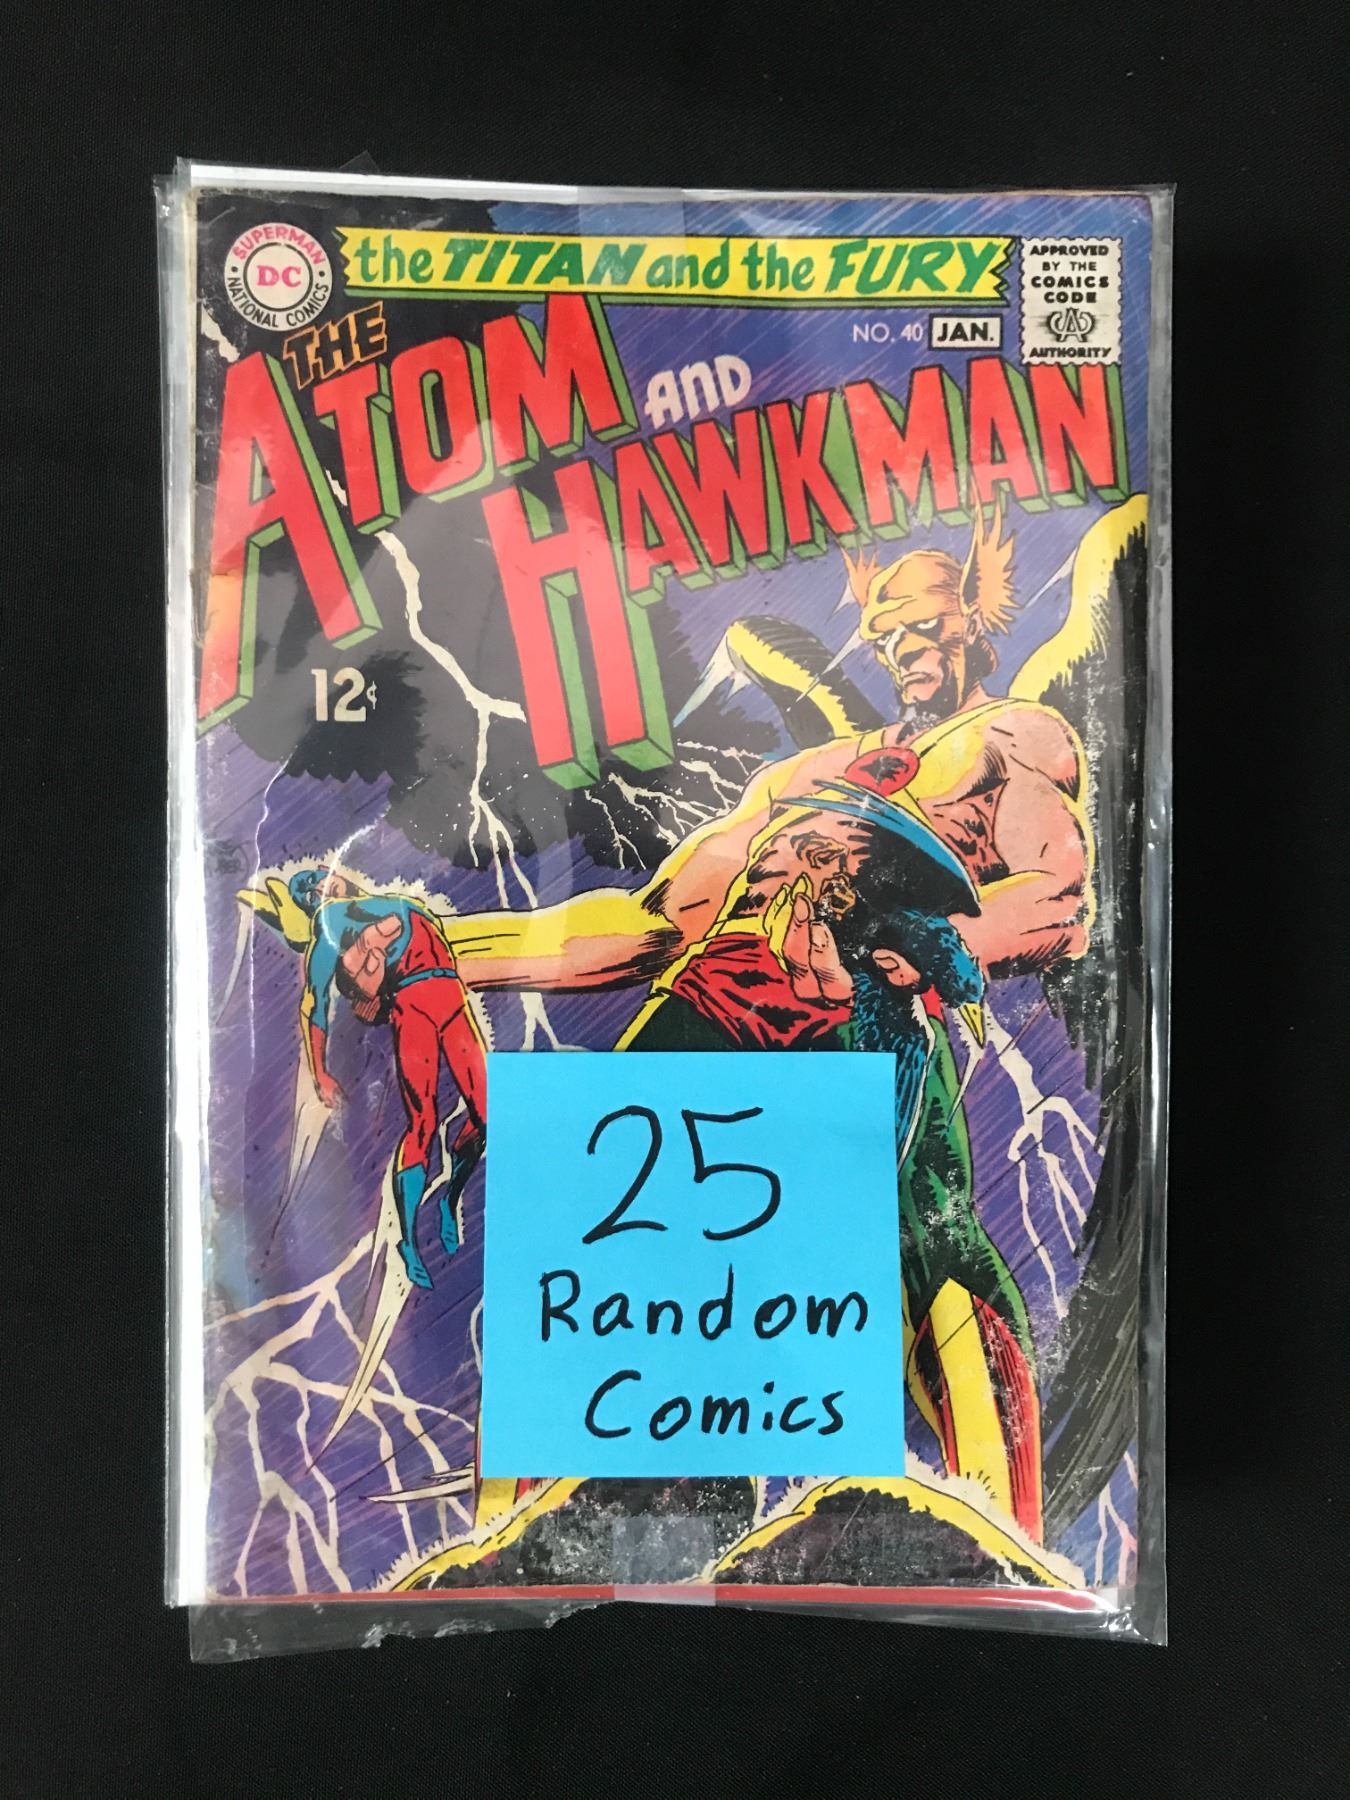 the TITAN and the FURY
SUPERMAN
DC
NATIONAL COMICS
APPROVED
BY THE
COMICS
CODE
AUTHORITY
NO. 40 JAN.
THE
ATOM AND
HAWKMAN
12¢
25
Random
Comics